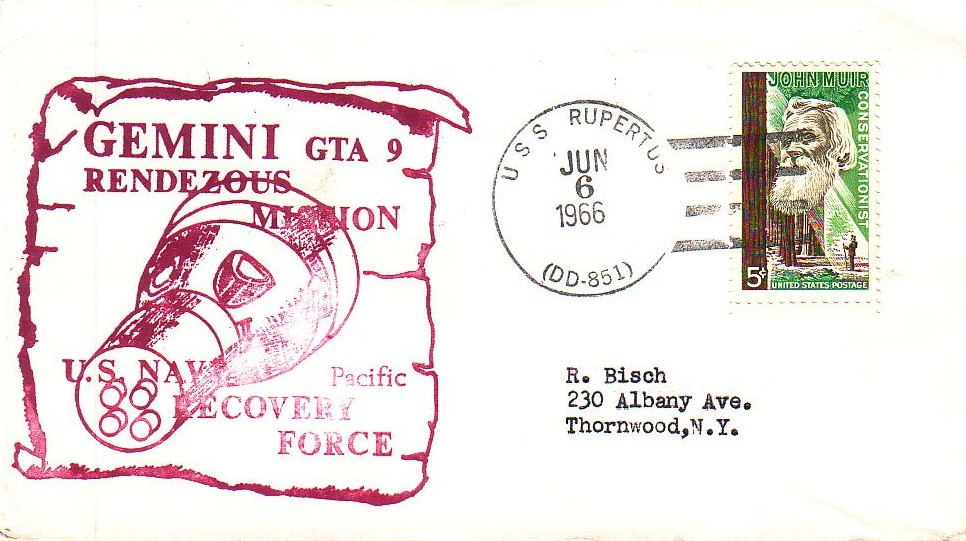 GEMINI GTA 9
RENDEZOUS
MISSION
U.S. NAVY Pacific
RECOVERY
FORCE
USS RUPERTUS
JUN
6
1966
(DD-851)
JOHN MUIR
CONSERVATIONIST
5¢
UNITED STATES POSTAGE
R. Bisch
230 Albany Ave.
Thornwood,N.Y.